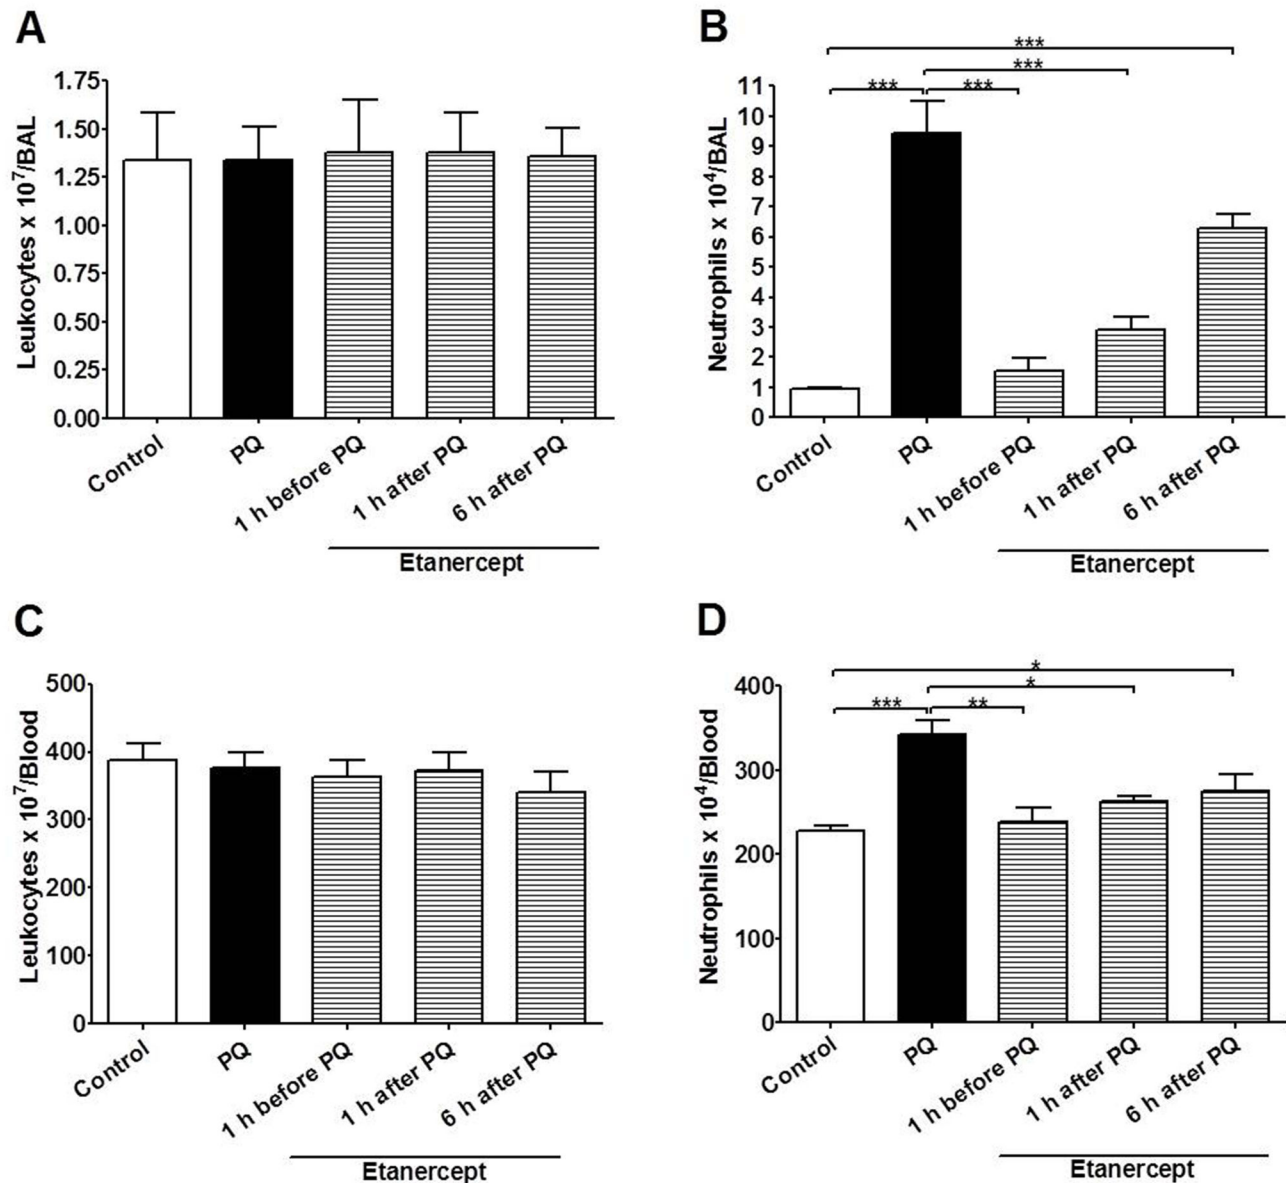 A
Leukocytes x 10⁷/BAL
1.75
1.50
1.25
1.00
0.75
0.50
0.25
0.00
Control
PQ
1 h before PQ
1 h after PQ
6 h after PQ
Etanercept
B
Neutrophils x 10⁴/BAL
***
***
***
***
11
10
9
8
7
6
5
4
3
2
1
0
Control
PQ
1 h before PQ
1 h after PQ
6 h after PQ
Etanercept
C
Leukocytes x 10⁷/Blood
500
400
300
200
100
0
Control
PQ
1 h before PQ
1 h after PQ
6 h after PQ
Etanercept
D
Neutrophils x 10⁴/Blood
*
*
***
**
400
300
200
100
0
Control
PQ
1 h before PQ
1 h after PQ
6 h after PQ
Etanercept